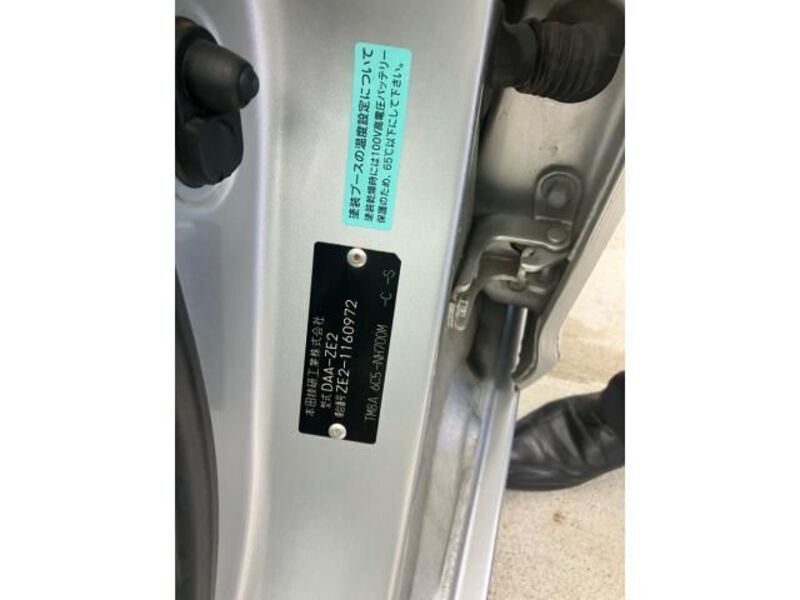 塗装ブースの温度設定について
塗装乾燥時には100V高電圧バッテリー
保護のため、65℃以下にして下さい。
本田技研工業株式会社
型式 DAA-ZE2
車台番号 ZE2-1160972
TM8A 6C5-NH700M -C -S